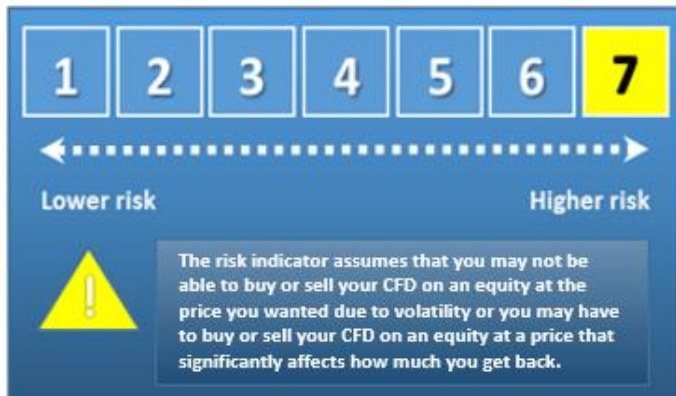 1 2 3 4 5 6 7
Lower risk Higher risk
!
The risk indicator assumes that you may not be
able to buy or sell your CFD on an equity at the
price you wanted due to volatility or you may have
to buy or sell your CFD on an equity at a price that
significantly affects how much you get back.